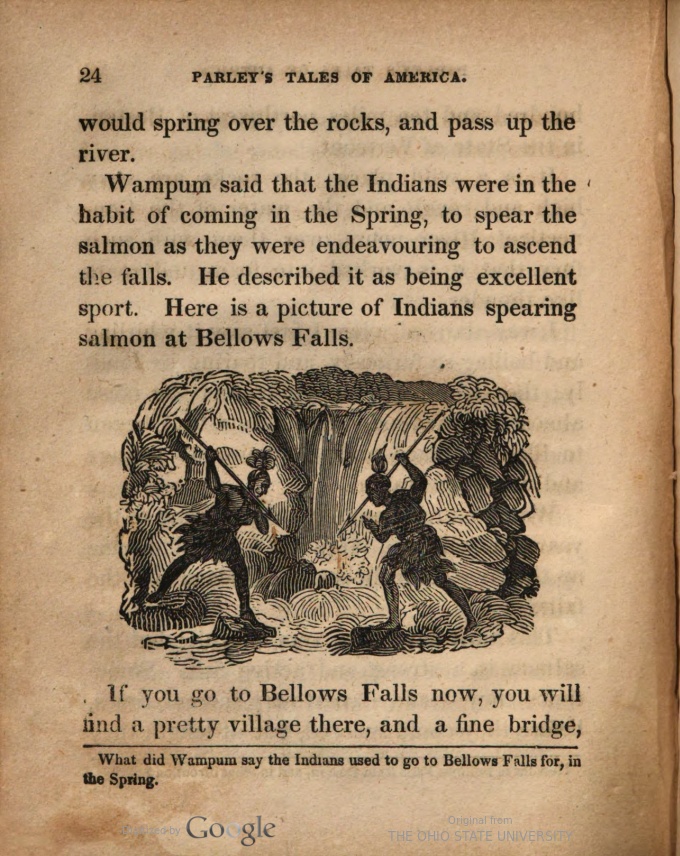 24 PARLEY'S TALES OF AMERICA.
would spring over the rocks, and pass up the
river.
Wampum said that the Indians were in the
habit of coming in the Spring, to spear the
salmon as they were endeavouring to ascend
the falls. He described it as being excellent
sport. Here is a picture of Indians spearing
salmon at Bellows Falls.
If you go to Bellows Falls now, you will
find a pretty village there, and a fine bridge,
What did Wampum say the Indians used to go to Bellows Falls for, in
the Spring.
Digitized by Google
Original from
THE OHIO STATE UNIVERSITY